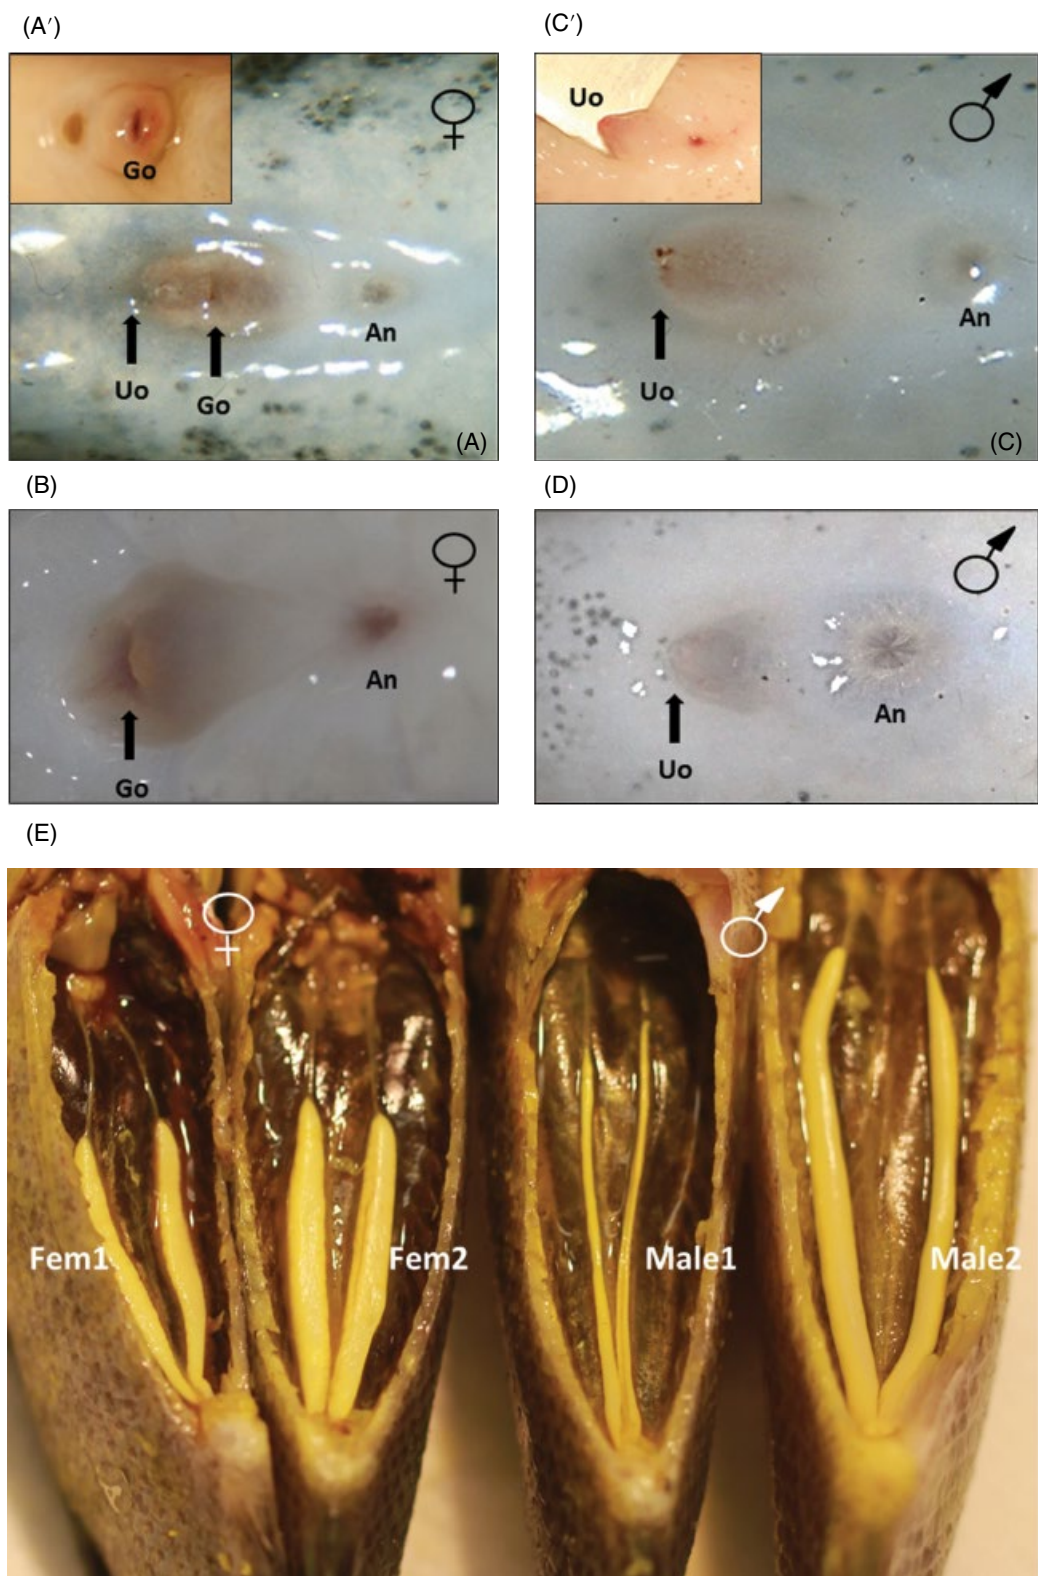 (A′)
Go
Uo
Go
An
(A)
(C′)
Uo
Uo
An
(C)
(B)
Go
An
(D)
Uo
An
(E)
Fem1
Fem2
Male1
Male2